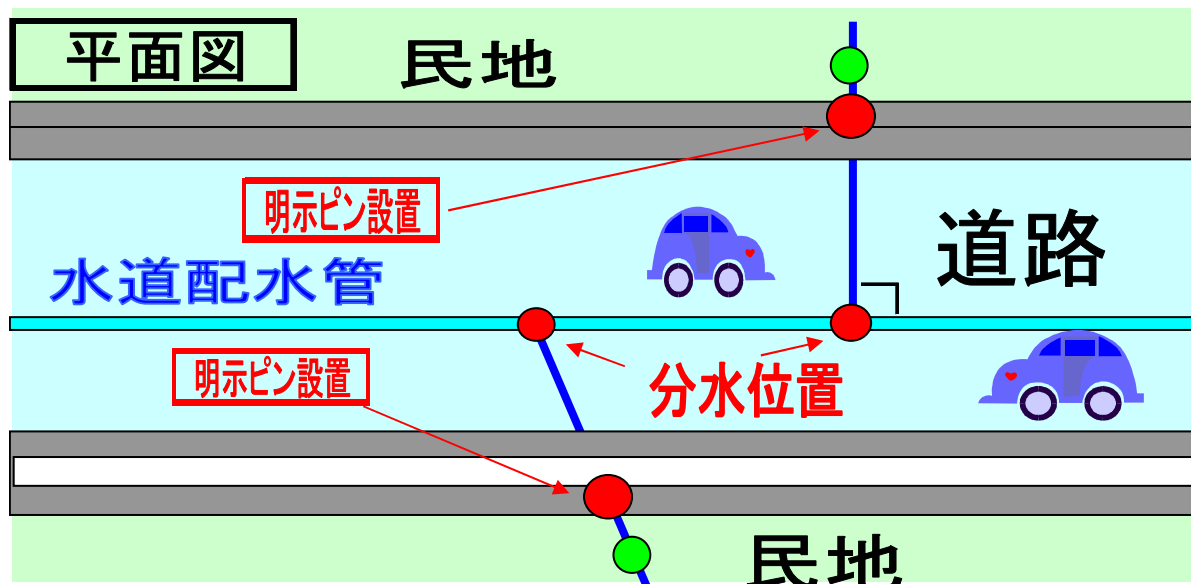 平面図
民地
明示ピン設置
道路
水道配水管
明示ピン設置
分水位置
民地